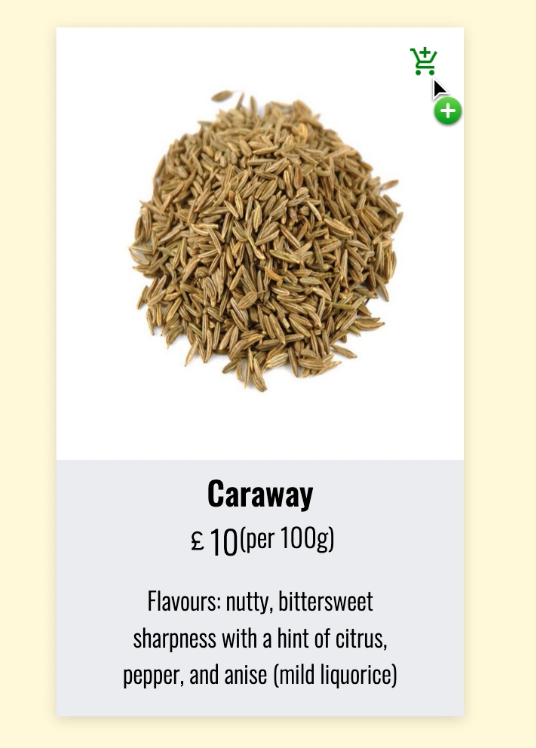 Caraway
£ 10(per 100g)
Flavours: nutty, bittersweet
sharpness with a hint of citrus,
pepper, and anise (mild liquorice)